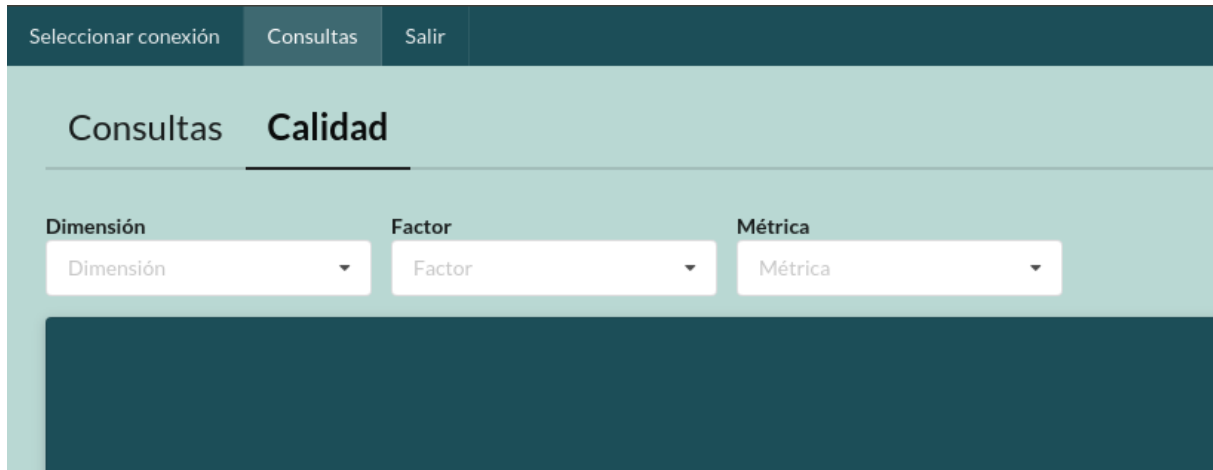 Seleccionar conexión Consultas Salir
Consultas Calidad
Dimensión Factor Métrica
Dimensión Factor Métrica